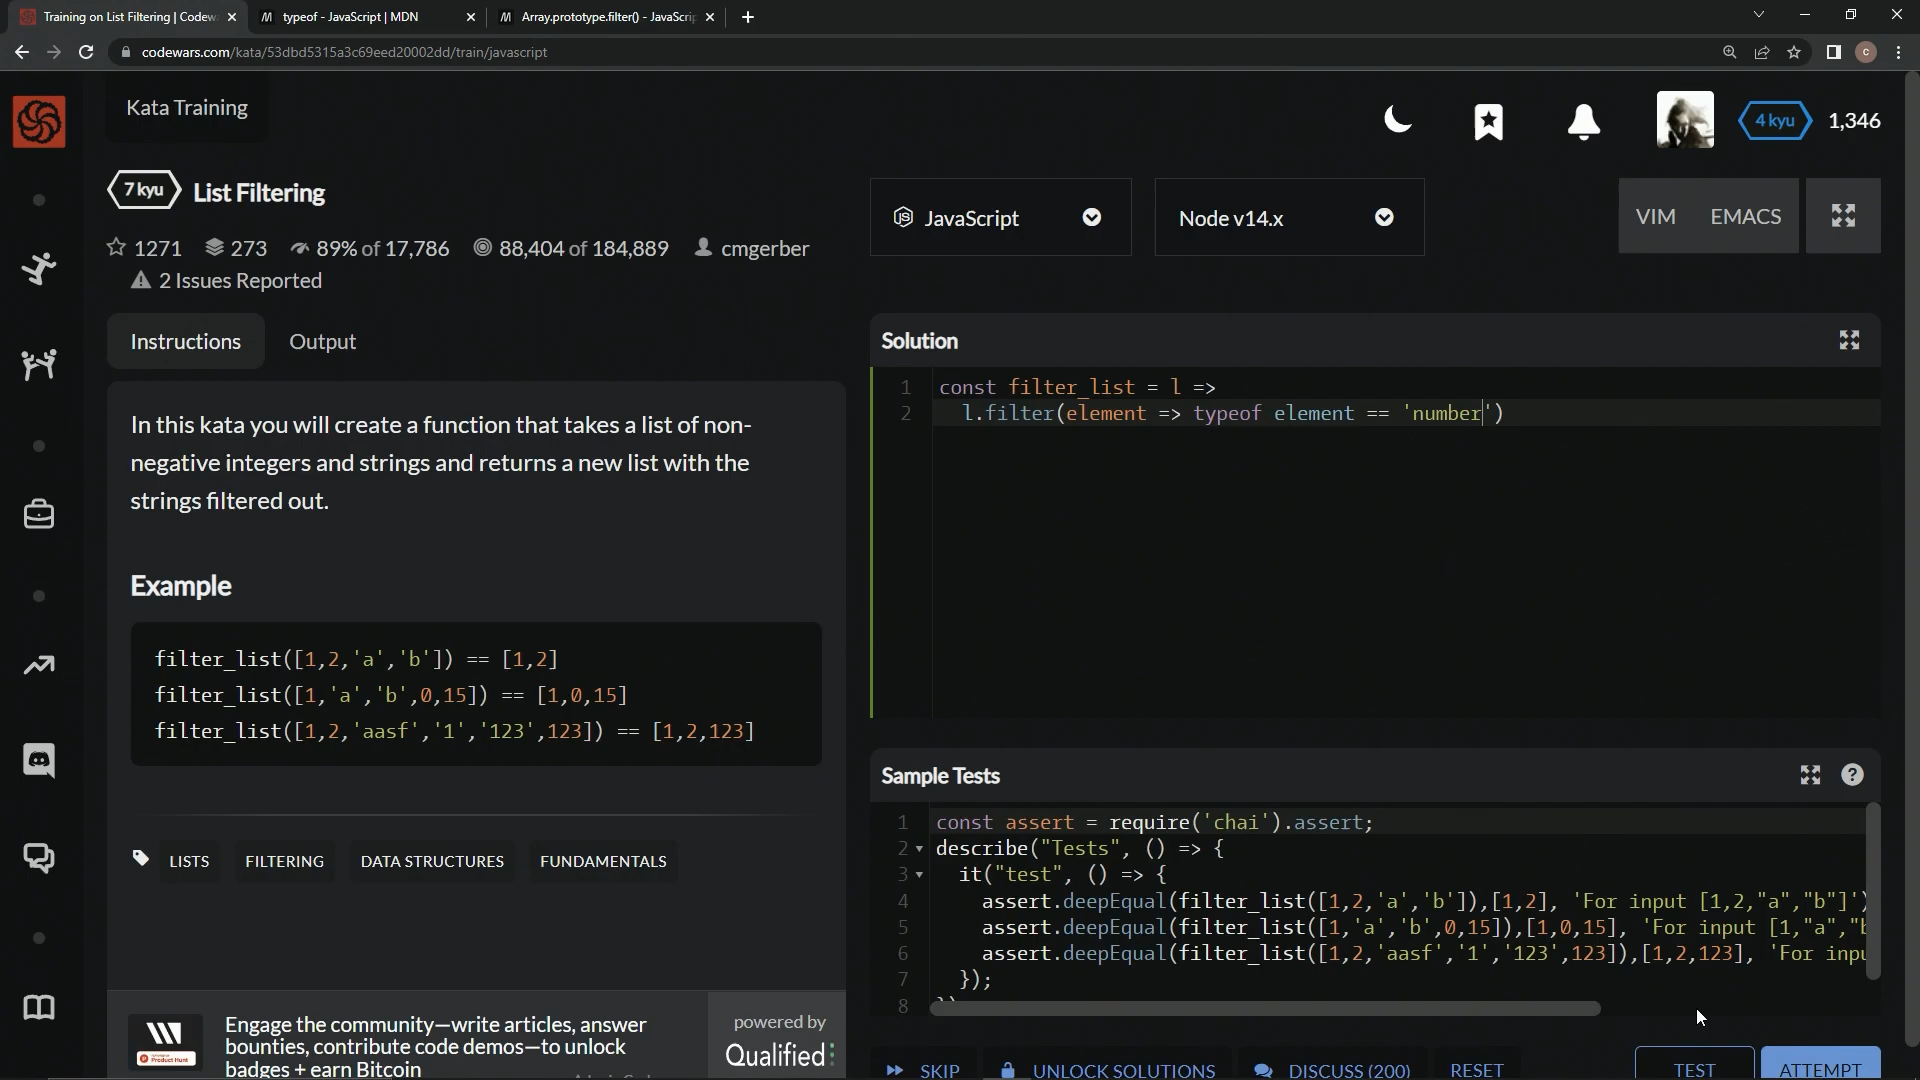 Training on List Filtering | Codew
typeof - JavaScript | MDN
Array.prototype.filter() - JavaScrip
codewars.com/kata/53dbd5315a3c69eed20002dd/train/javascript
Kata Training
4 kyu
1,346
7 kyu
List Filtering
1271
273
89% of 17,786
88,404 of 184,889
cmgerber
2 Issues Reported
JavaScript
Node v14.x
VIM
EMACS
Instructions
Output
In this kata you will create a function that takes a list of non-
negative integers and strings and returns a new list with the
strings filtered out.
Example
filter_list([1,2,'a','b']) == [1,2]
filter_list([1,'a','b',0,15]) == [1,0,15]
filter_list([1,2,'aasf','1','123',123]) == [1,2,123]
LISTS
FILTERING
DATA STRUCTURES
FUNDAMENTALS
Engage the community—write articles, answer
bounties, contribute code demos—to unlock
badges + earn Bitcoin
powered by
Qualified
Solution
1 const filter_list = l =>
2 l.filter(element => typeof element == 'number')
Sample Tests
1 const assert = require('chai').assert;
2 describe("Tests", () => {
3 it("test", () => {
4 assert.deepEqual(filter_list([1,2,'a','b']),[1,2], 'For input [1,2,"a","b"]')
5 assert.deepEqual(filter_list([1,'a','b',0,15]),[1,0,15], 'For input [1,"a","b
6 assert.deepEqual(filter_list([1,2,'aasf','1','123',123]),[1,2,123], 'For inpu
7 });
8
SKIP
UNLOCK SOLUTIONS
DISCUSS (200)
RESET
TEST
ATTEMPT